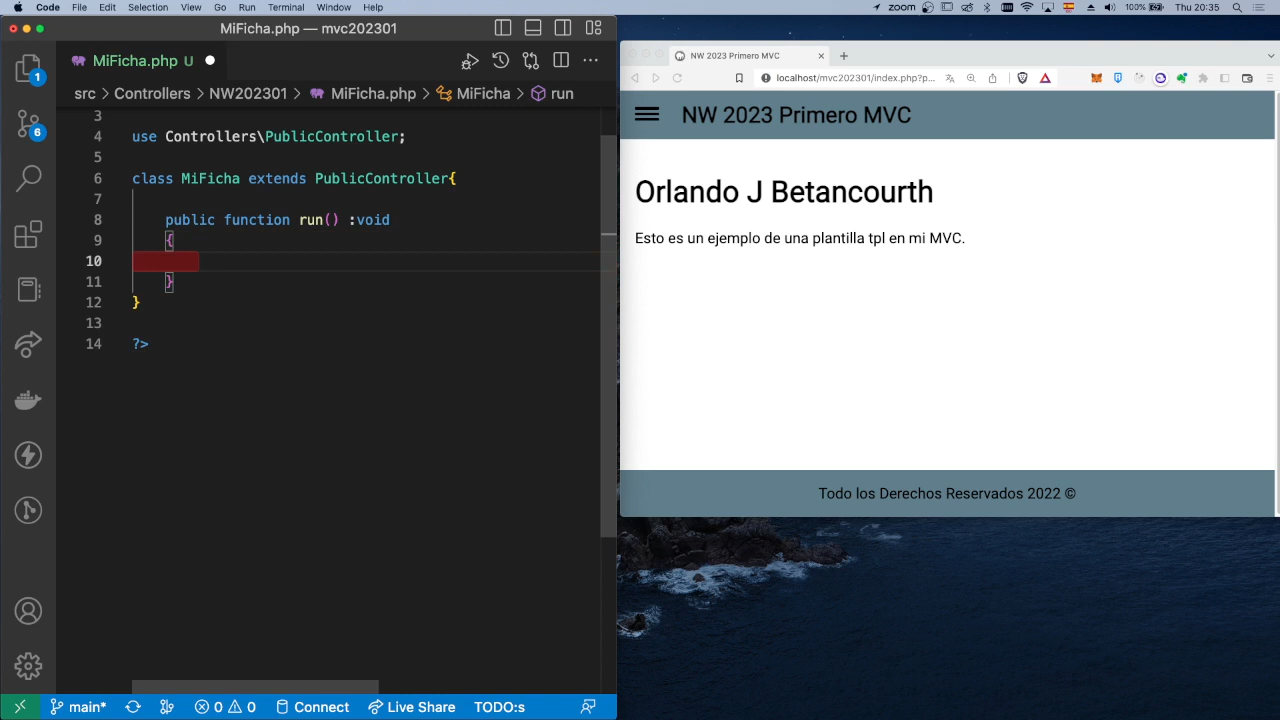 Code File Edit Selection View Go Run Terminal Window Help
100% Thu 20:35
MiFicha.php — mvc202301
1
MiFicha.php U
src > Controllers > NW202301 > MiFicha.php > MiFicha > run
6
3
4 use Controllers\PublicController;
5
6 class MiFicha extends PublicController{
7
8 public function run() :void
9 {
10
11 }
12 }
13
14 ?>
main* 0 0 Connect Live Share TODO:s
NW 2023 Primero MVC
localhost/mvc202301/index.php?p...
NW 2023 Primero MVC
Orlando J Betancourth
Esto es un ejemplo de una plantilla tpl en mi MVC.
Todo los Derechos Reservados 2022 ©